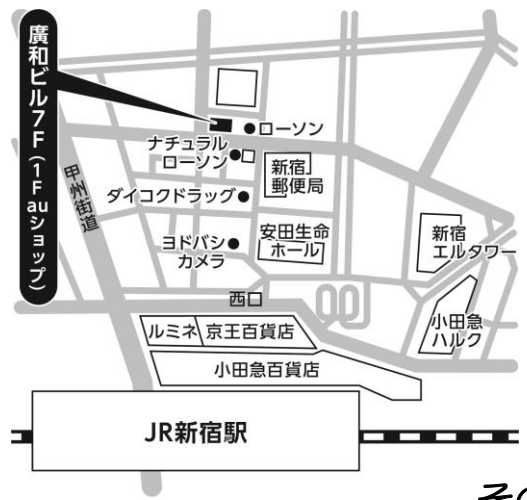 廣和ビル7F(1F auショップ)
ローソン
ナチュラル
ローソン
新宿
郵便局
甲州街道
ダイコクドラッグ
ヨドバシ
カメラ
安田生命
ホール
新宿
エルタワー
西口
小田急
ハルク
ルミネ
京王百貨店
小田急百貨店
JR新宿駅